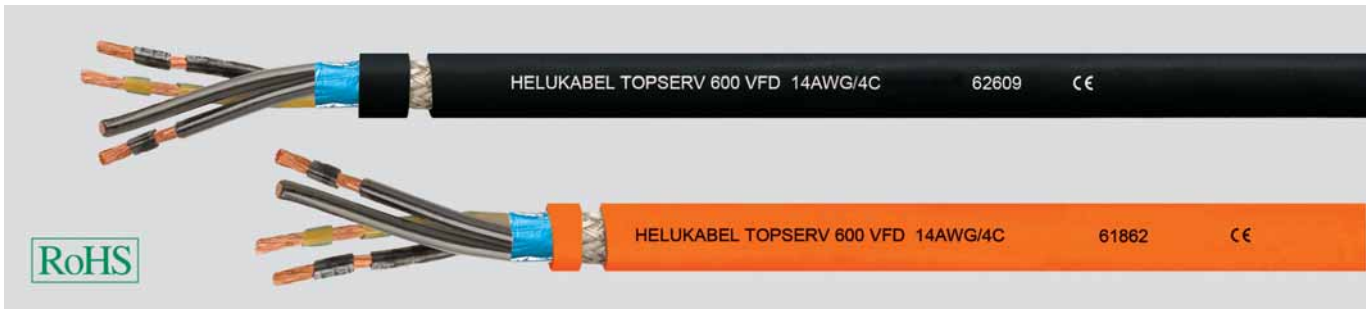 HELUKABEL TOPSERV 600 VFD 14AWG/4C 62609 CE
HELUKABEL TOPSERV 600 VFD 14AWG/4C 61862 CE
RoHS